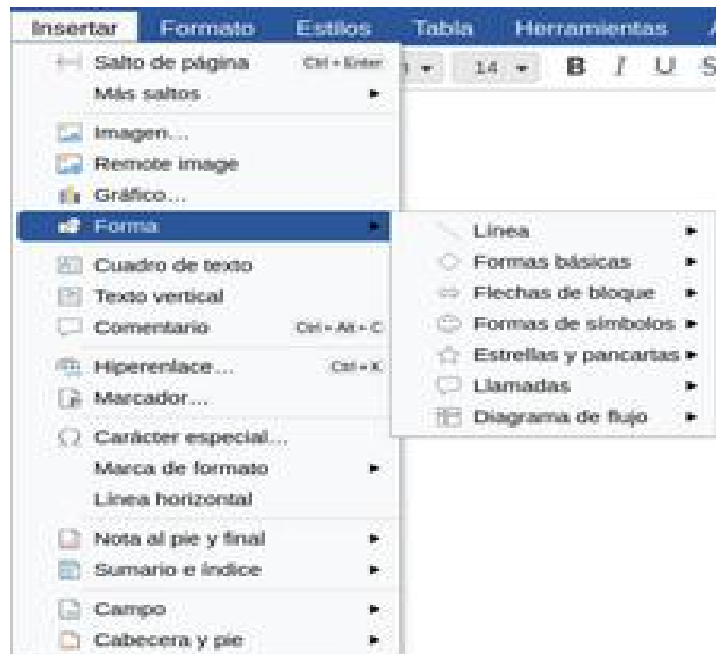 Insertar Formato Estilos Tabla Herramientas
Salto de página Ctrl + Enter
14 B I U S
Más saltos
Imagen...
Remote image
Gráfico...
Forma
Línea
Formas básicas
Flechas de bloque
Formas de símbolos
Estrellas y pancartas
Llamadas
Diagrama de flujo
Cuadro de texto
Texto vertical
Comentario Ctrl + Alt + C
Hiperenlace... Ctrl + K
Marcador...
Carácter especial...
Marca de formato
Línea horizontal
Nota al pie y final
Sumario e índice
Campo
Cabecera y pie